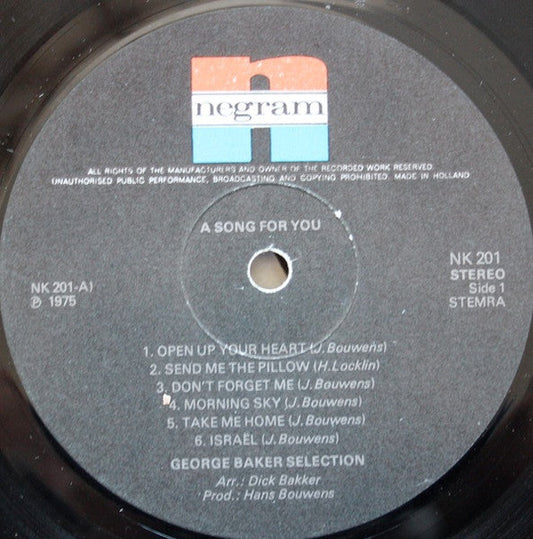 negram
ALL RIGHTS OF THE MANUFACTURERS AND OWNER OF THE RECORDED WORK RESERVED.
UNAUTHORISED PUBLIC PERFORMANCE, BROADCASTING AND COPYING PROHIBITED. MADE IN HOLLAND
A SONG FOR YOU
NK 201-A)
℗ 1975
NK 201
STEREO
Side 1
STEMRA
1. OPEN UP YOUR HEART (J. Bouwens)
2. SEND ME THE PILLOW (H. Locklin)
3. DON'T FORGET ME (J. Bouwens)
4. MORNING SKY (J. Bouwens)
5. TAKE ME HOME (J. Bouwens)
6. ISRAËL (J. Bouwens)
GEORGE BAKER SELECTION
Arr.: Dick Bakker
Prod.: Hans Bouwens